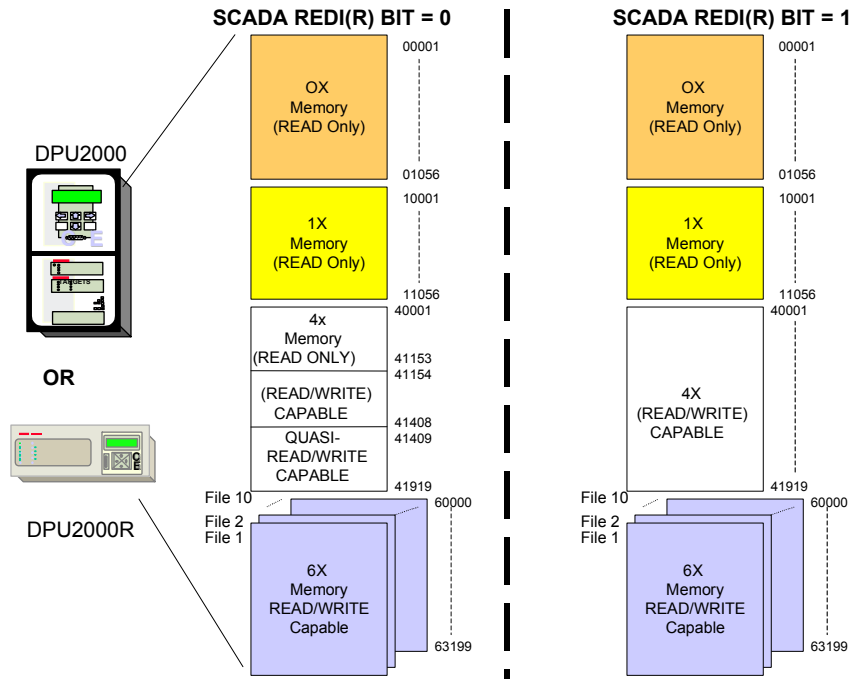 SCADA REDI(R) BIT = 0
SCADA REDI(R) BIT = 1
DPU2000
TARGETS
OR
DPU2000R
00001
OX
Memory
(READ Only)
01056
10001
1X
Memory
(READ Only)
11056
40001
4x
Memory
(READ ONLY)
41153
41154
(READ/WRITE)
CAPABLE
41408
41409
QUASI-
READ/WRITE
CAPABLE
41919
File 10
60000
File 2
File 1
6X
Memory
READ/WRITE
Capable
63199
00001
OX
Memory
(READ Only)
01056
10001
1X
Memory
(READ Only)
11056
40001
4X
(READ/WRITE)
CAPABLE
41919
File 10
60000
File 2
File 1
6X
Memory
READ/WRITE
Capable
63199